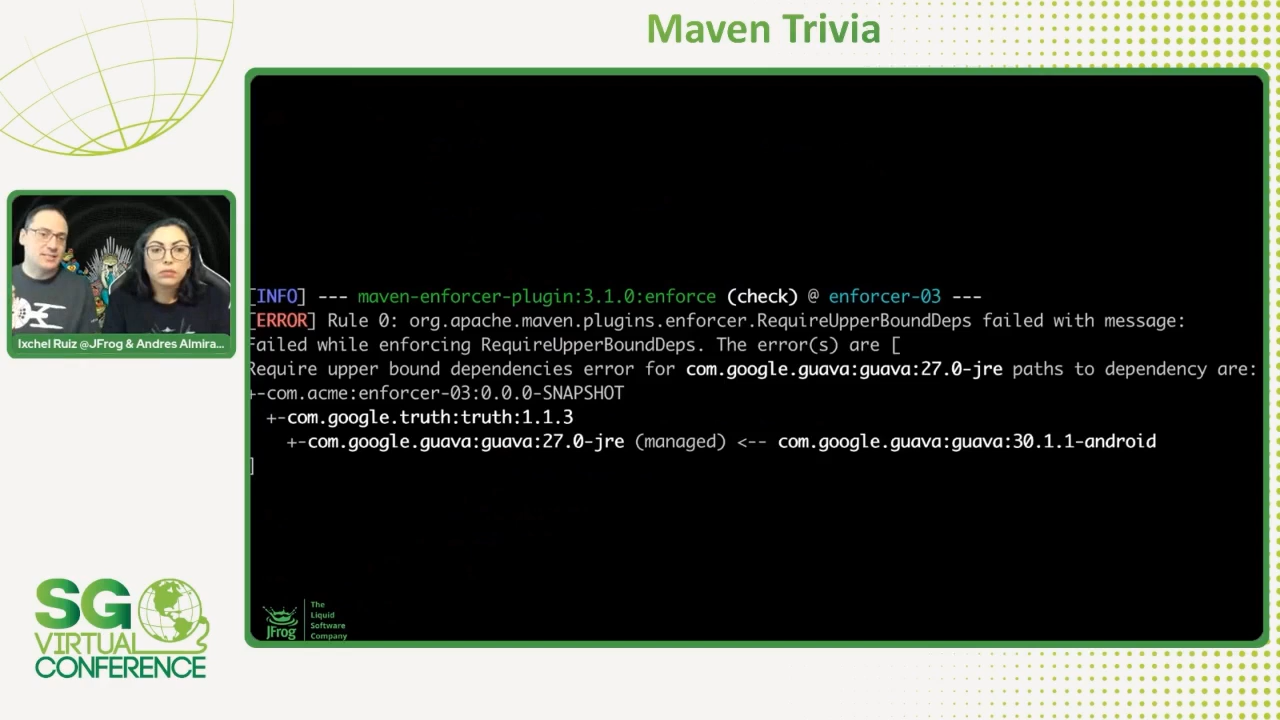 Maven Trivia
[INFO] --- maven-enforcer-plugin:3.1.0:enforce (check) @ enforcer-03 ---
[ERROR] Rule 0: org.apache.maven.plugins.enforcer.RequireUpperBoundDeps failed with message:
Failed while enforcing RequireUpperBoundDeps. The error(s) are [
Require upper bound dependencies error for com.google.guava:guava:27.0-jre paths to dependency are:
+-com.acme:enforcer-03:0.0.0-SNAPSHOT
+-com.google.truth:truth:1.1.3
+-com.google.guava:guava:27.0-jre (managed) <-- com.google.guava:guava:30.1.1-android
]
Ixchel Ruiz @JFrog & Andres Almira...
SG
VIRTUAL
CONFERENCE
JFrog
The
Liquid
Software
Company